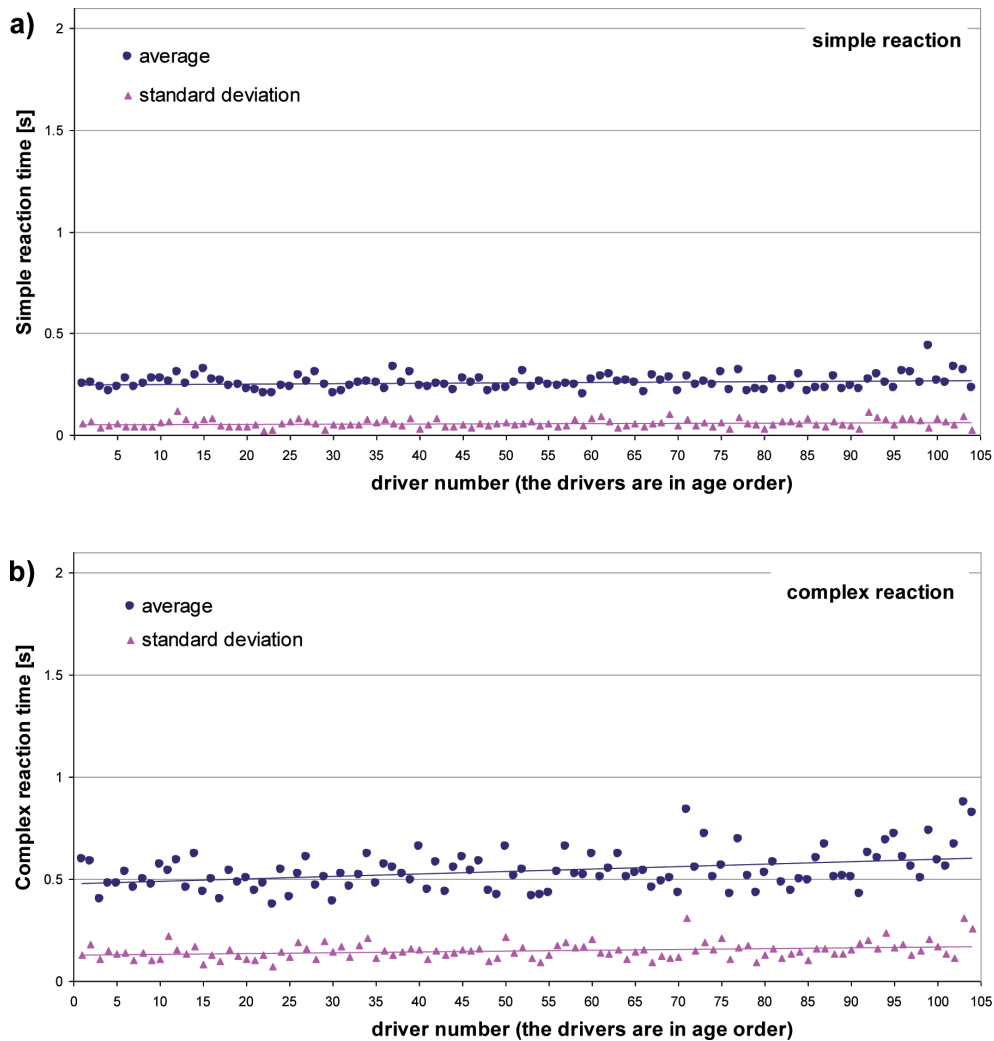 a)
simple reaction
average
standard deviation
Simple reaction time [s]
2
1.5
1
0.5
0
5 10 15 20 25 30 35 40 45 50 55 60 65 70 75 80 85 90 95 100 105
driver number (the drivers are in age order)
b)
complex reaction
average
standard deviation
Complex reaction time [s]
2
1.5
1
0.5
0
0 5 10 15 20 25 30 35 40 45 50 55 60 65 70 75 80 85 90 95 100 105
driver number (the drivers are in age order)